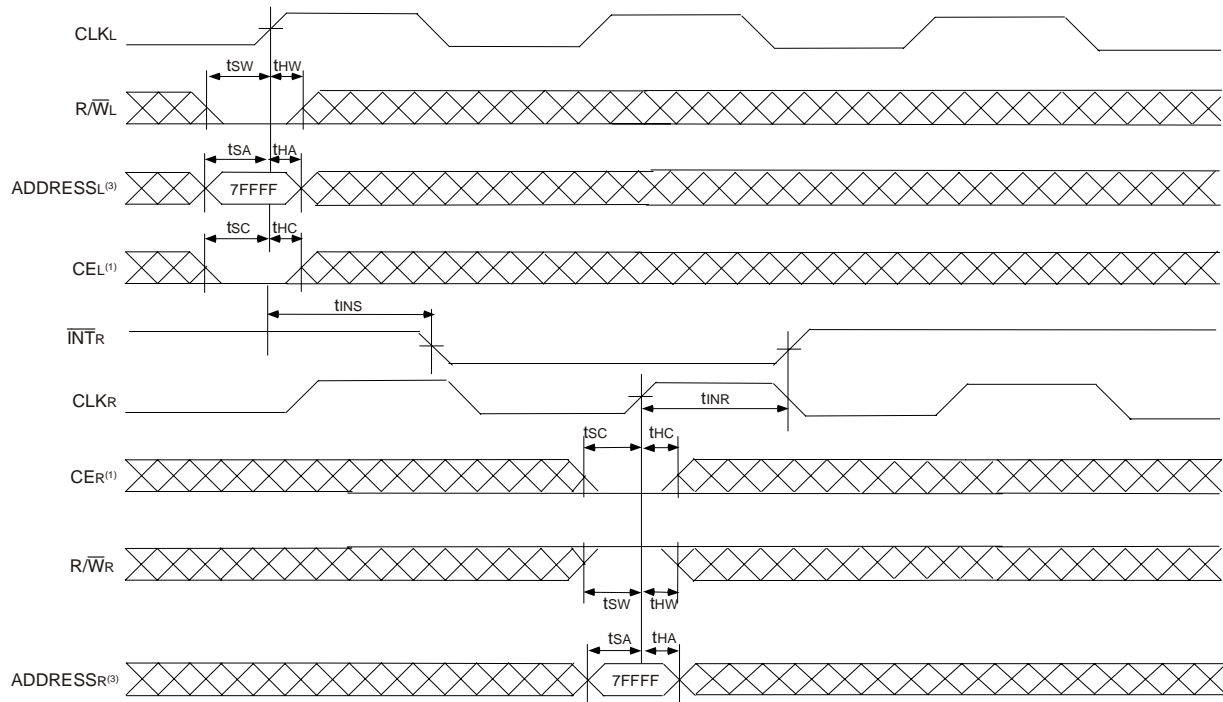 CLKL
tSW tHW
R/W̅L
tSA tHA
ADDRESSL(3) 7FFFF
tSC tHC
CEL(1)
tINS
I̅N̅T̅R
CLKR
tINR
tSC tHC
CER(1)
R/W̅R
tSW tHW
tSA tHA
ADDRESSR(3) 7FFFF